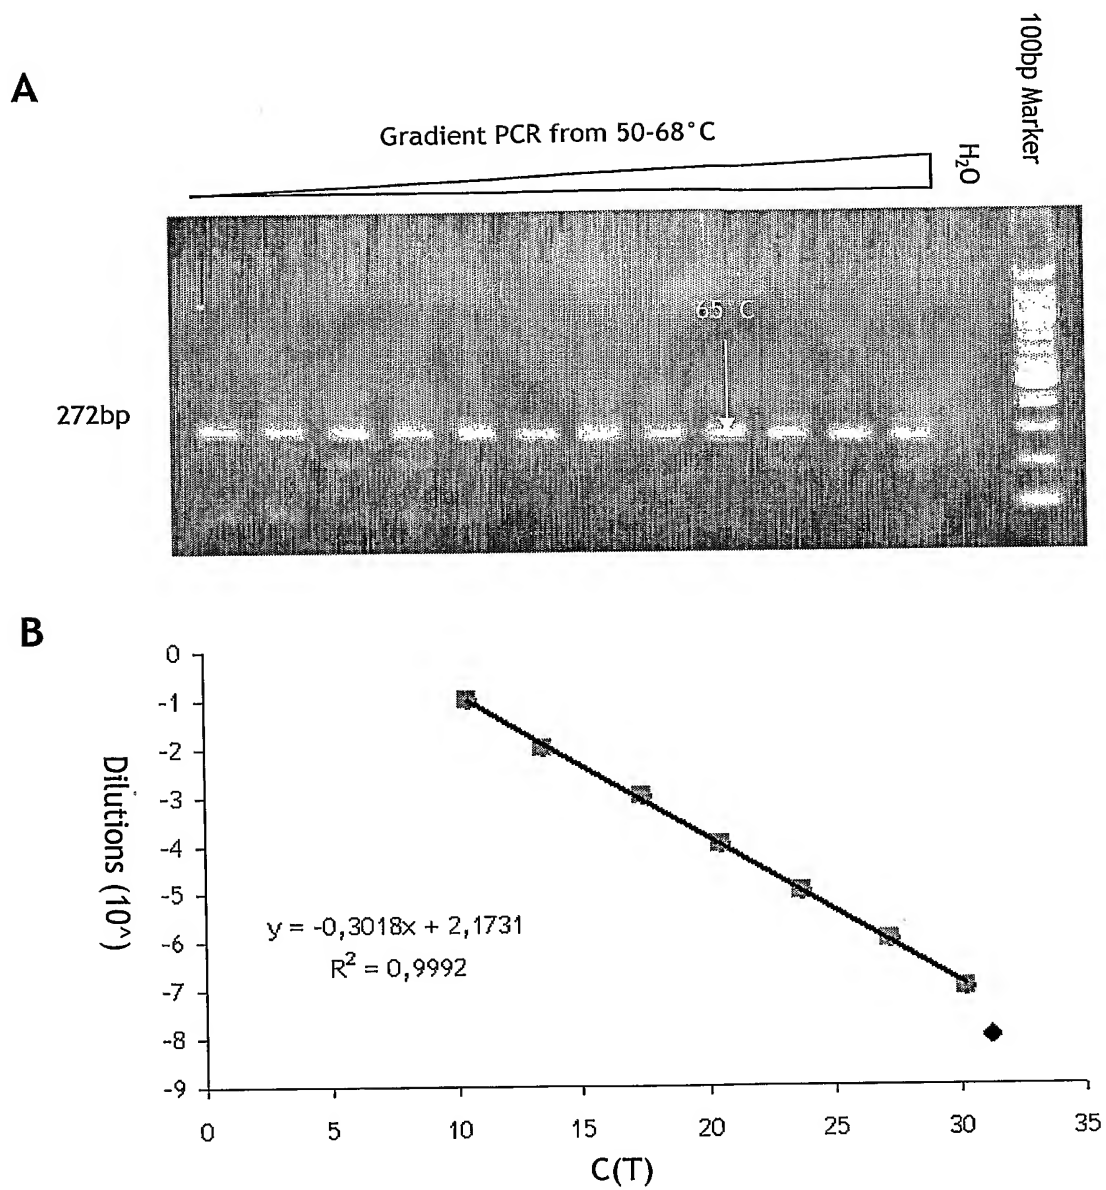 A
Gradient PCR from 50-68°C
H₂O
100bp Marker
65°C
272bp
B
0
-1
-2
-3
-4
-5
-6
-7
-8
-9
Dilutions (10^)
y = -0,3018x + 2,1731
R² = 0,9992
0 5 10 15 20 25 30 35
C(T)